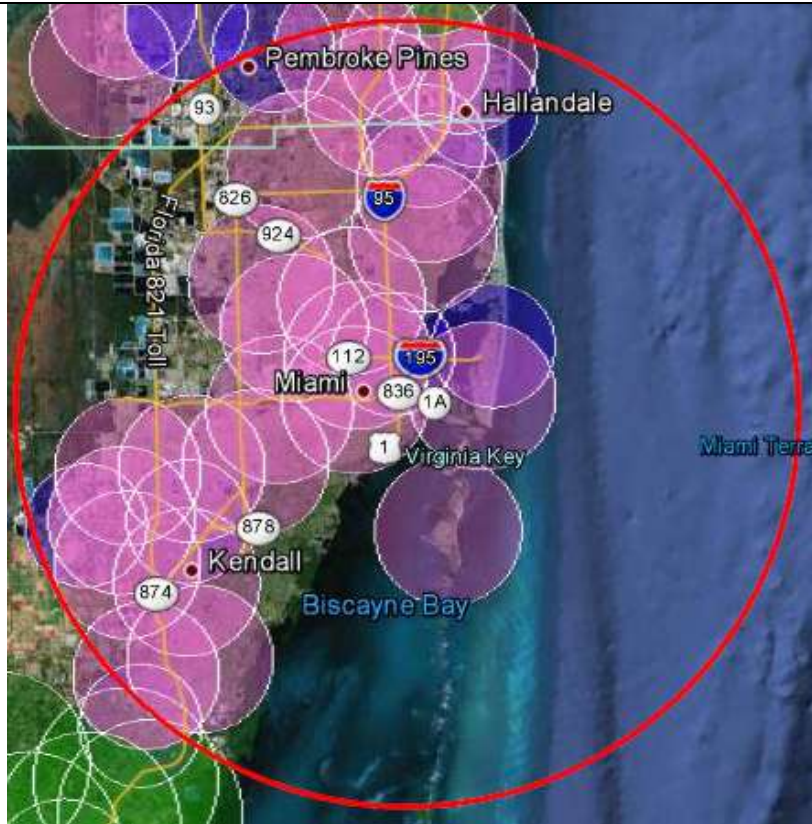 Pembroke Pines
93
Hallandale
826
95
924
Florida 821 Toll
112
195
Miami
836
1A
1
Virginia Key
Miami Terra
878
Kendall
874
Biscayne Bay